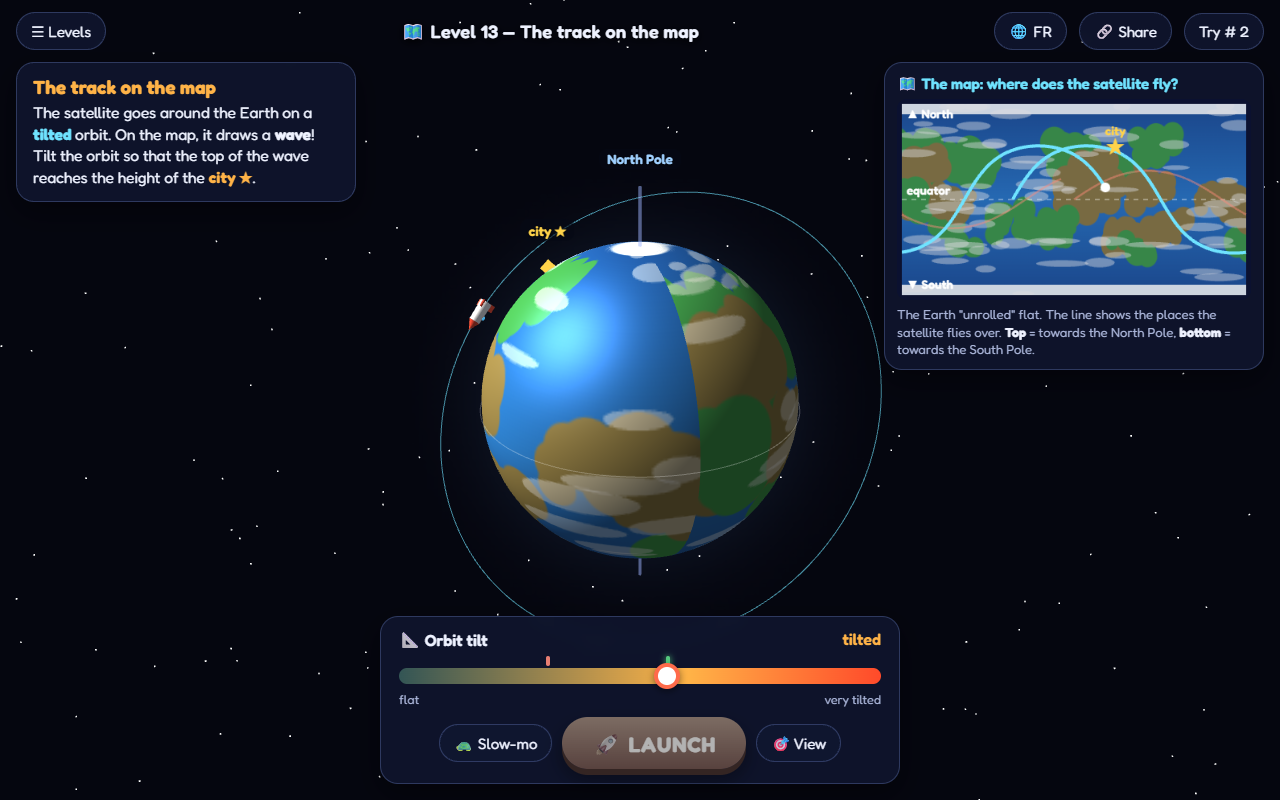 ☰ Levels
Level 13 – The track on the map
FR
Share
Try # 2
The track on the map
The satellite goes around the Earth on a
tilted orbit. On the map, it draws a wave!
Tilt the orbit so that the top of the wave
reaches the height of the city ★.
The map: where does the satellite fly?
▲ North
city
equator
▼ South
The Earth "unrolled" flat. The line shows the places the
satellite flies over. Top = towards the North Pole, bottom =
towards the South Pole.
North Pole
city ★
Orbit tilt
tilted
flat
very tilted
Slow-mo
LAUNCH
View